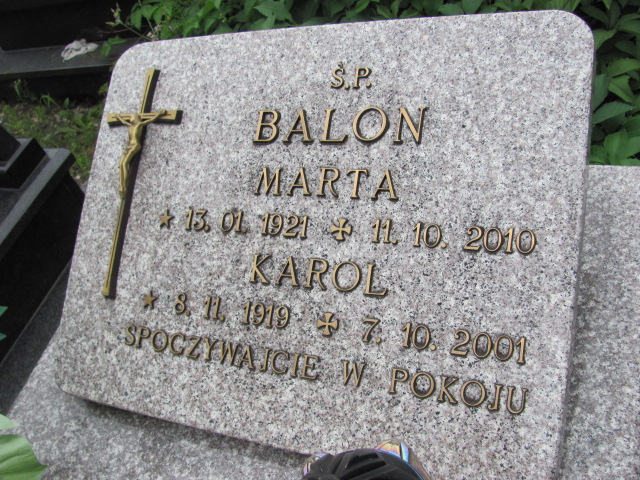 Ś.P.
BALON
MARTA
★ 13.01.1921 ✠ 11.10.2010
KAROL
★ 8.11.1919 ✠ 7.10.2001
SPOCZYWAJCIE W POKOJU